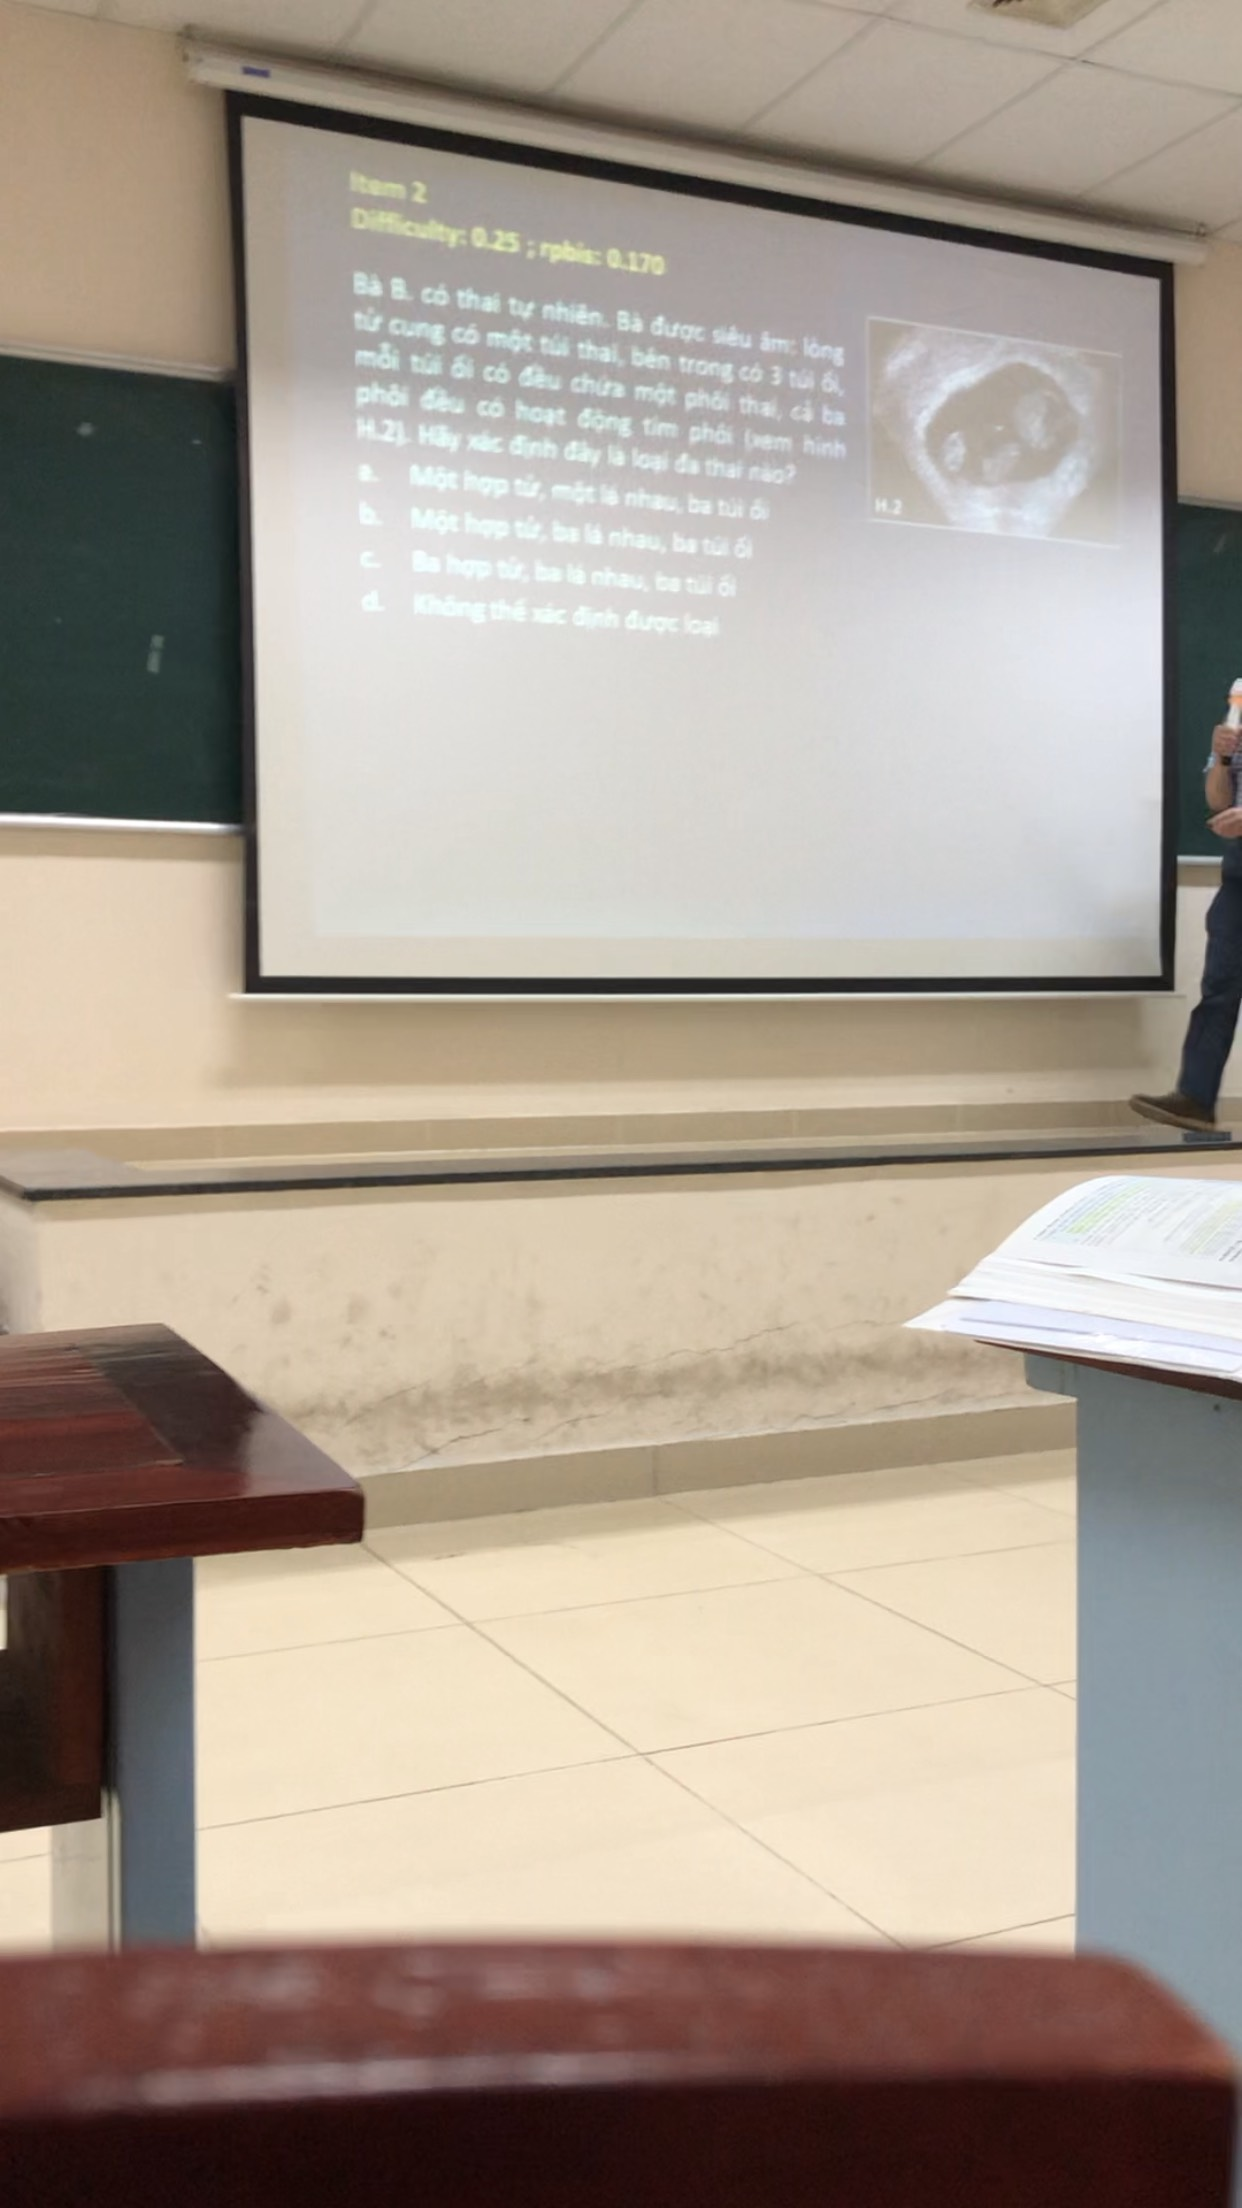 Item 2
Difficulty: 0.25 ; rpbis: 0.170
Bà B. có thai tự nhiên. Bà được siêu âm: lòng
tử cung có một túi thai, bên trong có 3 túi ối,
mỗi túi ối có đều chứa một phôi thai, cả ba
phôi đều có hoạt động tim phôi (xem hình
H.2). Hãy xác định đây là loại đa thai nào?
a. Một hợp tử, một lá nhau, ba túi ối
b. Một hợp tử, ba lá nhau, ba túi ối
c. Ba hợp tử, ba lá nhau, ba túi ối
d. Không thể xác định được loại
H.2